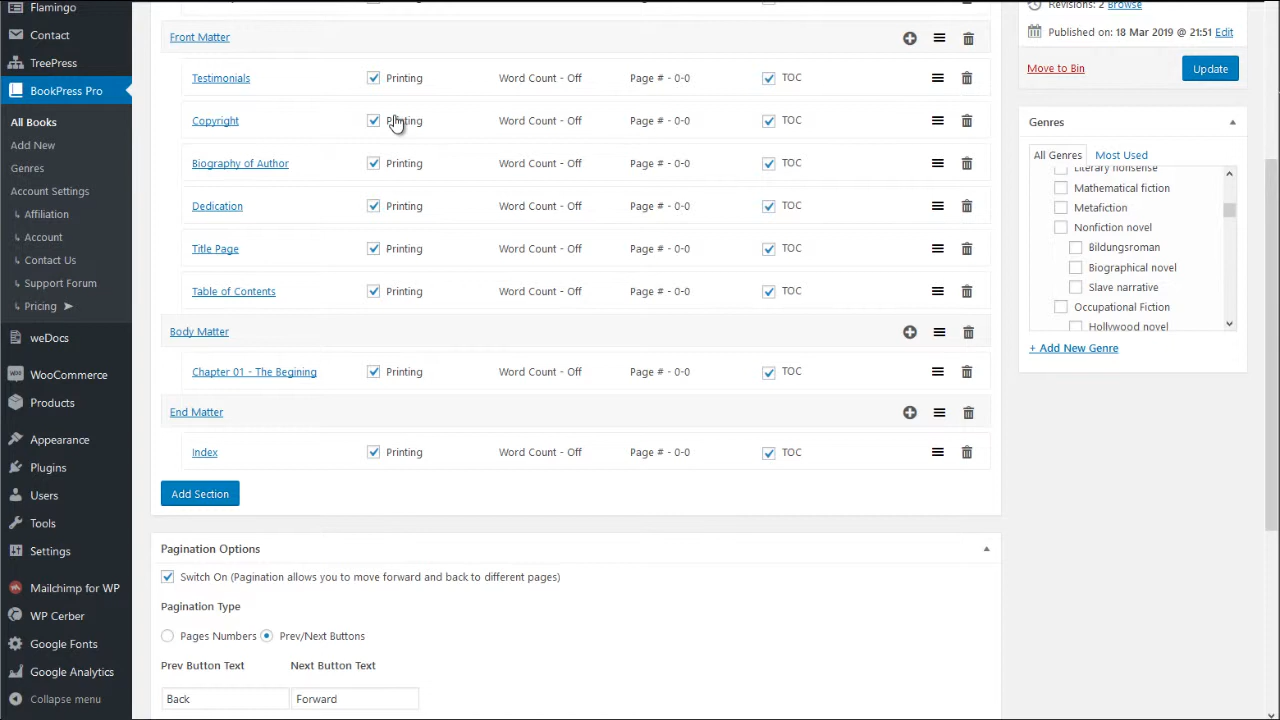 Flamingo
Contact
TreePress
BookPress Pro
All Books
Add New
Genres
Account Settings
↳ Affiliation
↳ Account
↳ Contact Us
↳ Support Forum
↳ Pricing ➤
weDocs
WooCommerce
Products
Appearance
Plugins
Users
Tools
Settings
Mailchimp for WP
WP Cerber
Google Fonts
Google Analytics
Collapse menu
Front Matter
Testimonials Printing Word Count - Off Page # - 0-0 TOC
Copyright Printing Word Count - Off Page # - 0-0 TOC
Biography of Author Printing Word Count - Off Page # - 0-0 TOC
Dedication Printing Word Count - Off Page # - 0-0 TOC
Title Page Printing Word Count - Off Page # - 0-0 TOC
Table of Contents Printing Word Count - Off Page # - 0-0 TOC
Body Matter
Chapter 01 - The Begining Printing Word Count - Off Page # - 0-0 TOC
End Matter
Index Printing Word Count - Off Page # - 0-0 TOC
Add Section
Pagination Options
Switch On (Pagination allows you to move forward and back to different pages)
Pagination Type
Pages Numbers Prev/Next Buttons
Prev Button Text Next Button Text
Back Forward
Revisions: 2 Browse
Published on: 18 Mar 2019 @ 21:51 Edit
Move to Bin Update
Genres
All Genres Most Used
Literary nonsense
Mathematical fiction
Metafiction
Nonfiction novel
Bildungsroman
Biographical novel
Slave narrative
Occupational Fiction
Hollywood novel
+ Add New Genre